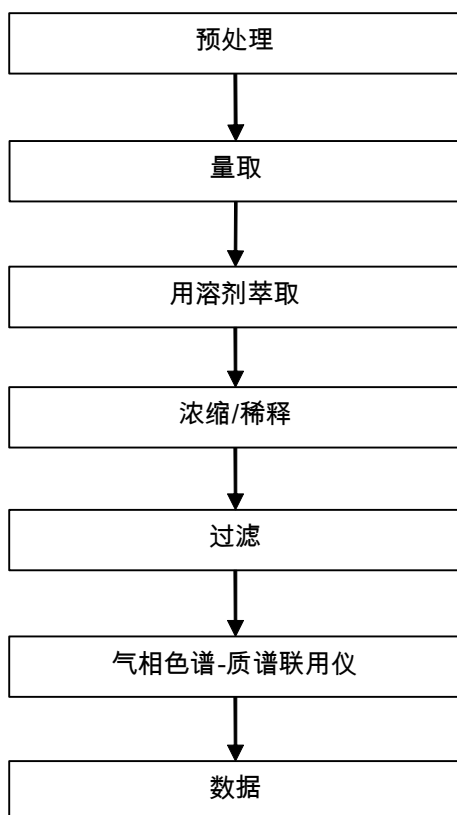 预处理
量取
用溶剂萃取
浓缩/稀释
过滤
气相色谱-质谱联用仪
数据